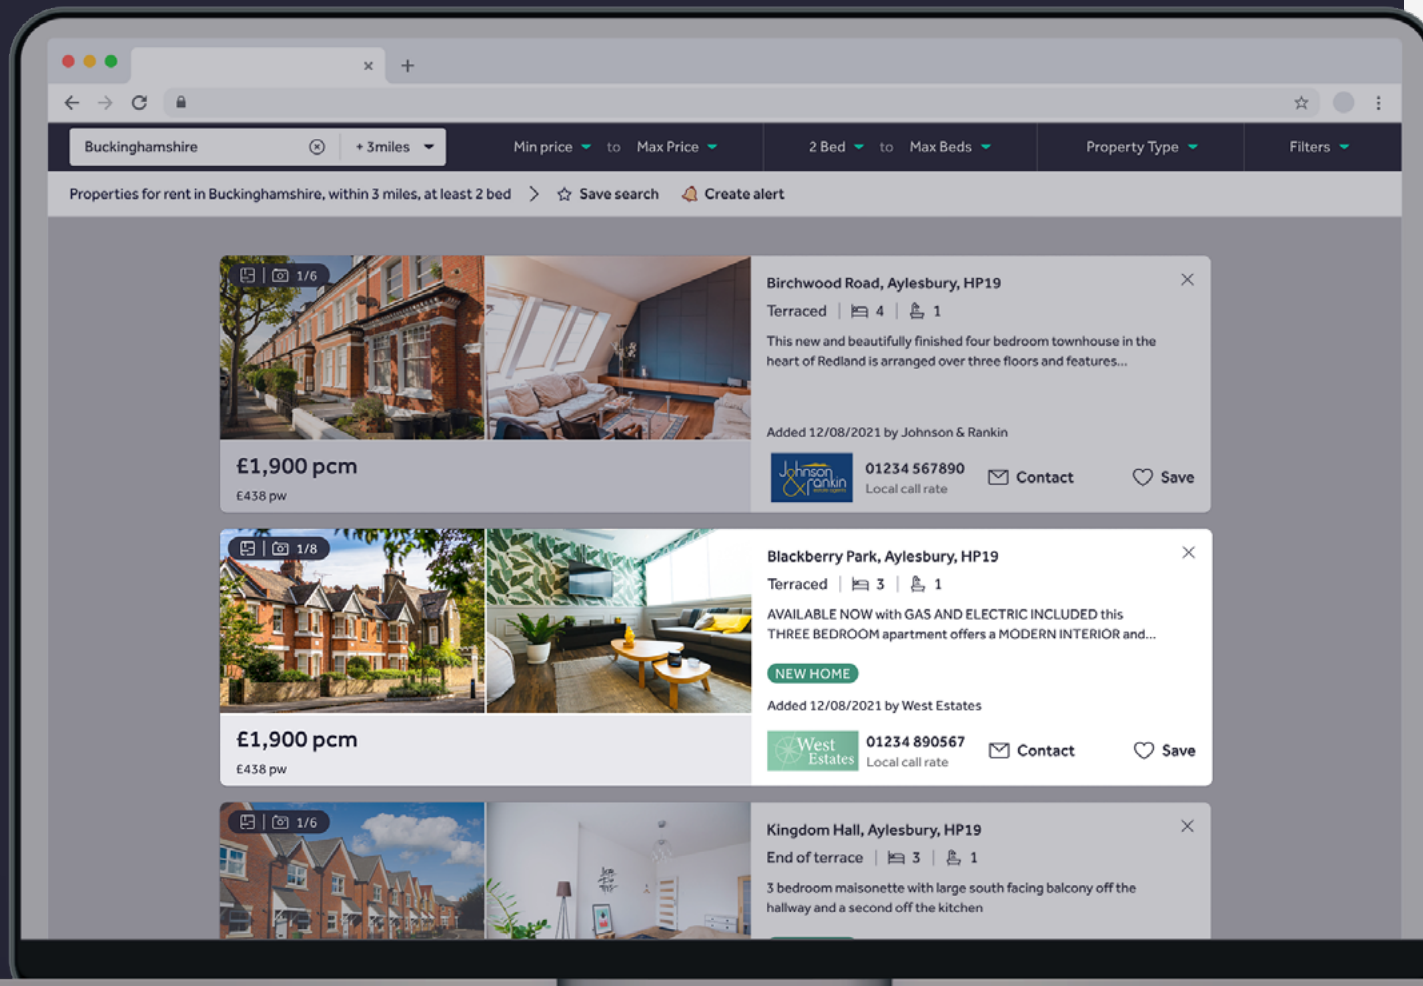 Buckinghamshire
+ 3miles
Min price to Max Price
2 Bed to Max Beds
Property Type
Filters
Properties for rent in Buckinghamshire, within 3 miles, at least 2 bed
Save search
Create alert
1/6
Birchwood Road, Aylesbury, HP19
Terraced | 4 | 1
This new and beautifully finished four bedroom townhouse in the
heart of Redland is arranged over three floors and features...
Added 12/08/2021 by Johnson & Rankin
£1,900 pcm
£438 pw
Johnson
& rankin
01234 567890
Local call rate
Contact
Save
1/8
Blackberry Park, Aylesbury, HP19
Terraced | 3 | 1
AVAILABLE NOW with GAS AND ELECTRIC INCLUDED this
THREE BEDROOM apartment offers a MODERN INTERIOR and...
NEW HOME
Added 12/08/2021 by West Estates
£1,900 pcm
£438 pw
West
Estates
01234 890567
Local call rate
Contact
Save
1/6
Kingdom Hall, Aylesbury, HP19
End of terrace | 3 | 1
3 bedroom maisonette with large south facing balcony off the
hallway and a second off the kitchen